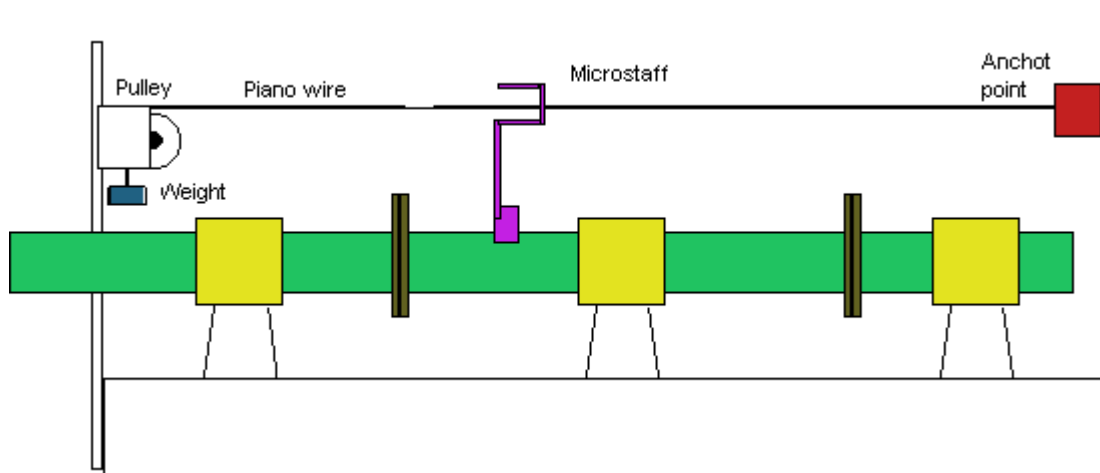 Pulley
Piano wire
Microstaff
Anchot
point
Weight